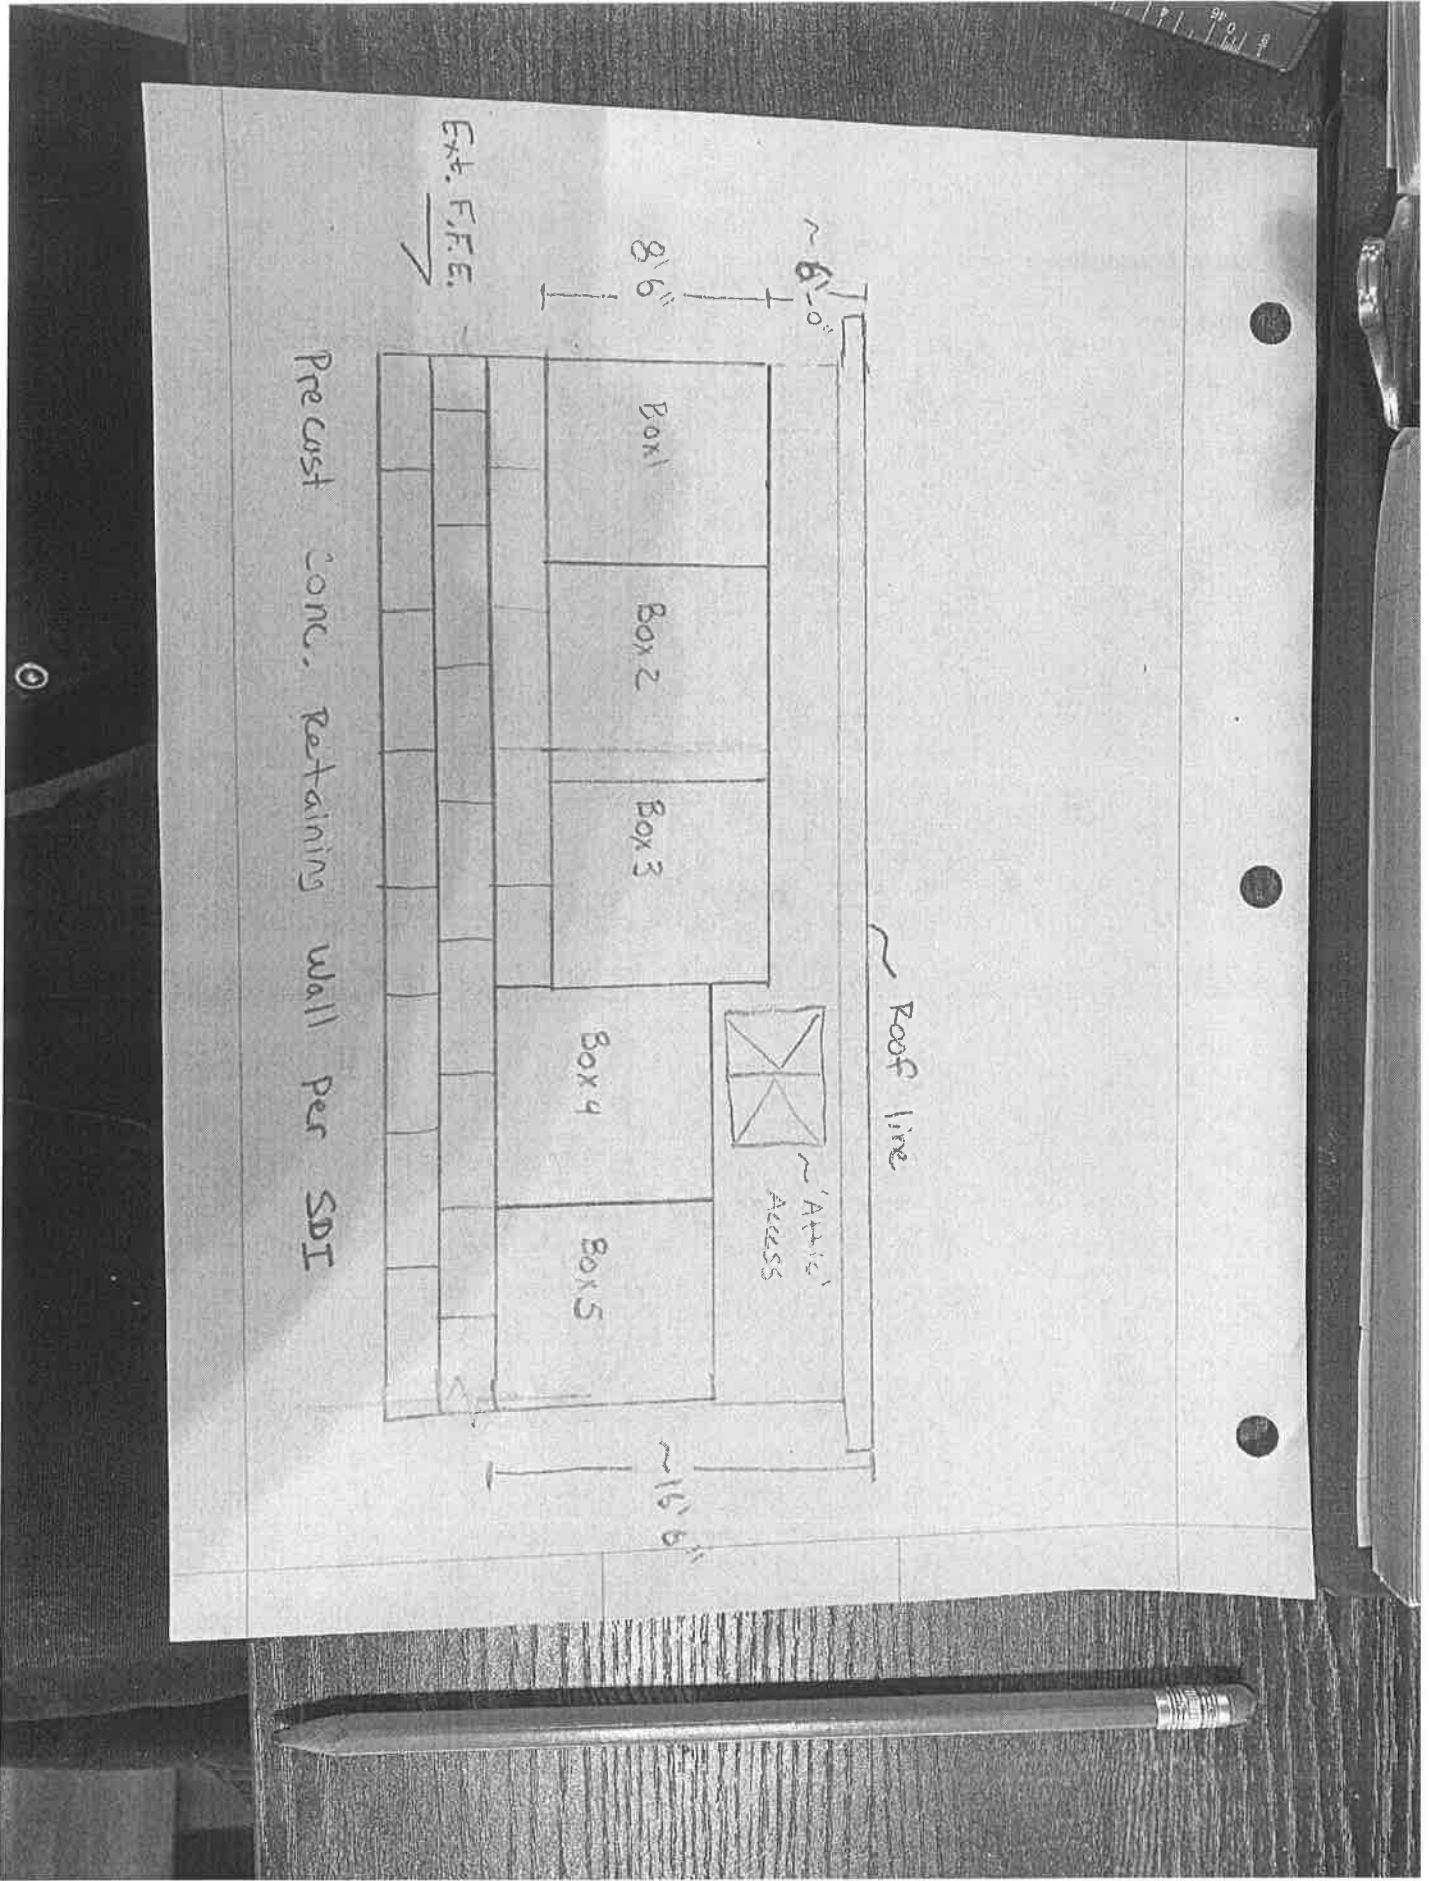 ~ Roof line
~ 6'-0"
~ 'Attic'
Access
8' 6"
Box 1
Box 2
Box 3
Box 4
Box 5
~ 16' 6"
Ext. F.F.E.
Precast Conc. Retaining Wall per SDI